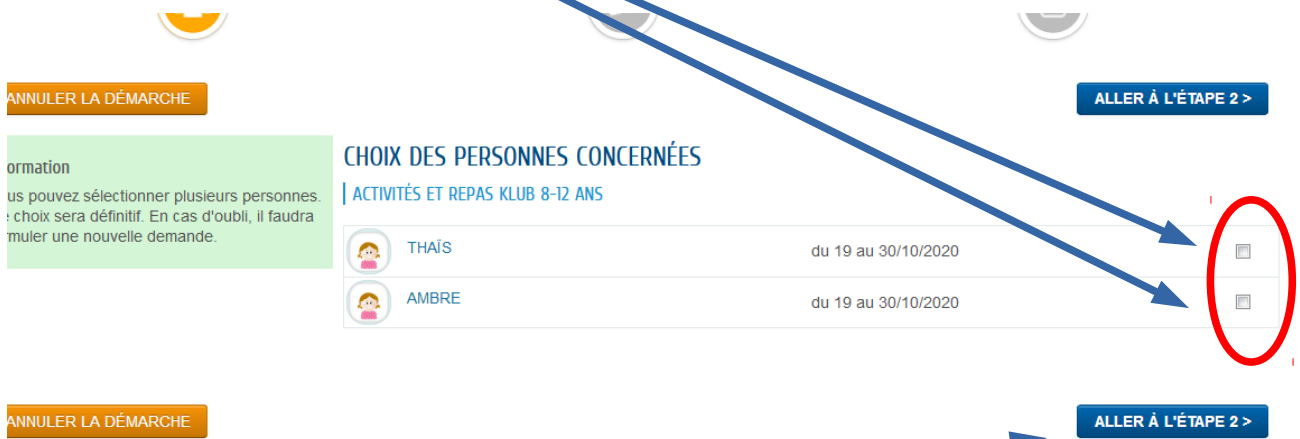 ANNULER LA DÉMARCHE
ALLER À L'ÉTAPE 2 >
ormation
us pouvez sélectionner plusieurs personnes.
choix sera définitif. En cas d'oubli, il faudra
rmuler une nouvelle demande.
CHOIX DES PERSONNES CONCERNÉES
ACTIVITÉS ET REPAS KLUB 8-12 ANS
THAÏS du 19 au 30/10/2020
AMBRE du 19 au 30/10/2020
ANNULER LA DÉMARCHE
ALLER À L'ÉTAPE 2 >